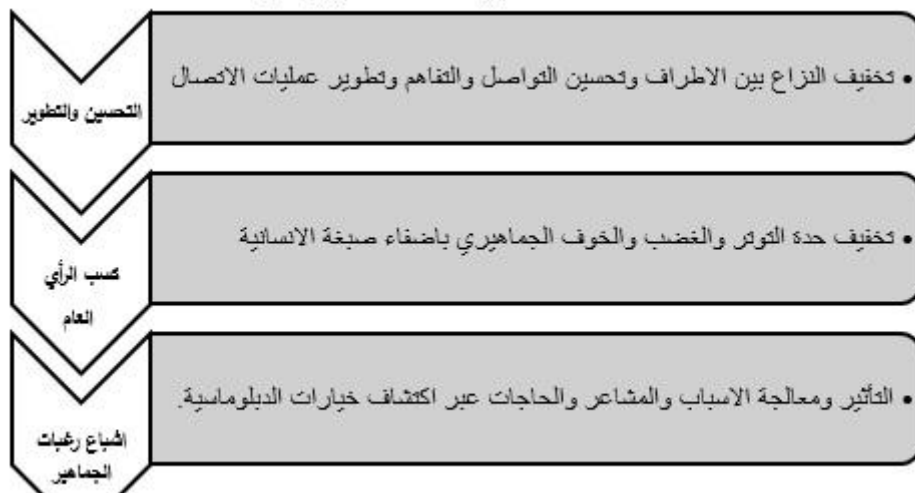 • تخفيف النزاع بين الاطراف وتحسين التواصل والتفاهم وتطوير عمليات الاتصال
التحسين والتطوير
• تخفيف حدة التوتر والغضب والخوف الجماهيري باضفاء صبغة الانسانية
كسب الرأي
العام
• التأثير ومعالجة الاسباب والمشاعر والحاجات عبر اكتشاف خيارات الدبلوماسية.
اشباع رغبات
الجماهير